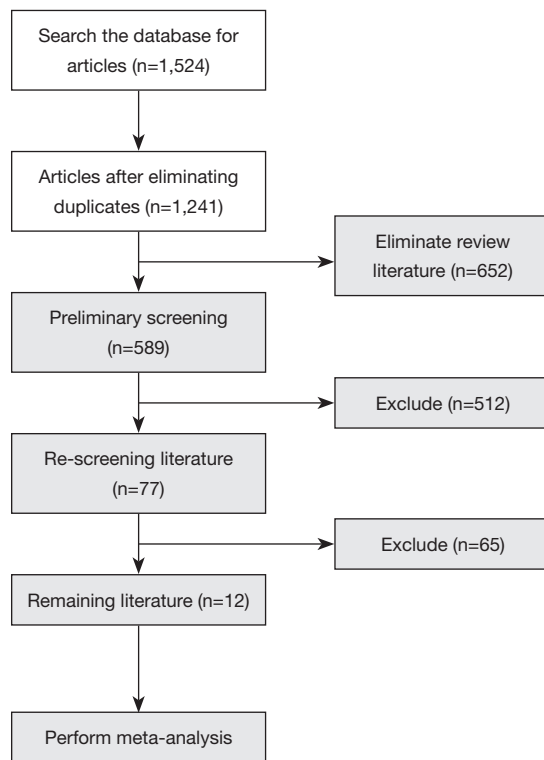 Search the database for
articles (n=1,524)
Articles after eliminating
duplicates (n=1,241)
Eliminate review
literature (n=652)
Preliminary screening
(n=589)
Exclude (n=512)
Re-screening literature
(n=77)
Exclude (n=65)
Remaining literature (n=12)
Perform meta-analysis